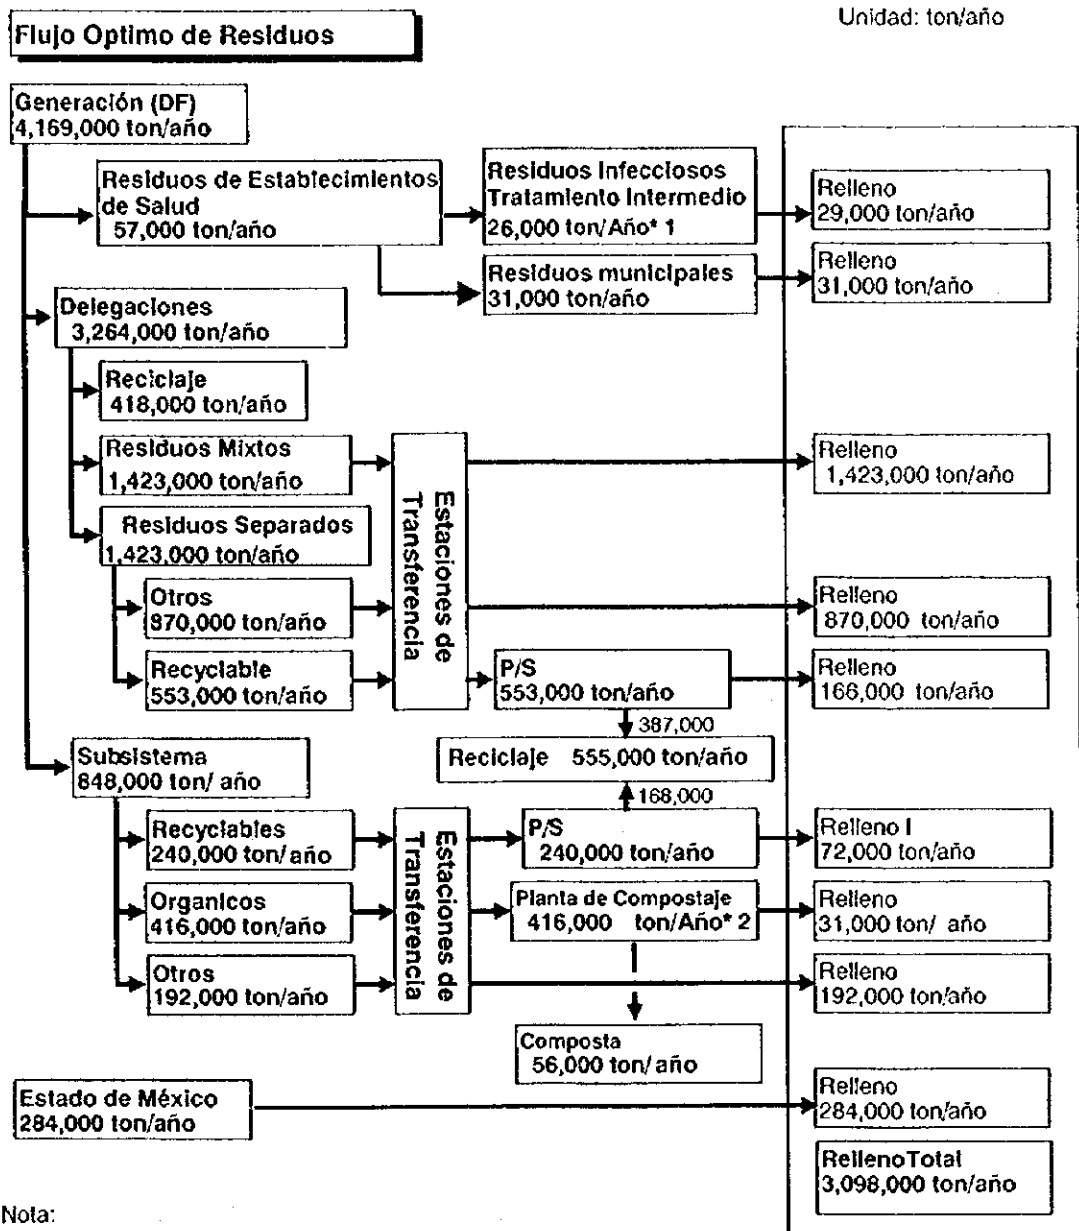 Flujo Optimo de Residuos
Unidad: ton/año
Generación (DF)
4,169,000 ton/año
Residuos de Establecimientos
de Salud
57,000 ton/año
Residuos Infecciosos
Tratamiento Intermedio
26,000 ton/Año* 1
Relleno
29,000 ton/año
Residuos municipales
31,000 ton/año
Relleno
31,000 ton/año
Delegaciones
3,264,000 ton/año
Reciclaje
418,000 ton/año
Residuos Mixtos
1,423,000 ton/año
Estaciones de
Transferencia
Relleno
1,423,000 ton/año
Residuos Separados
1,423,000 ton/año
Otros
870,000 ton/año
Relleno
870,000 ton/año
Recyclable
553,000 ton/año
P/S
553,000 ton/año
Relleno
166,000 ton/año
387,000
Reciclaje 555,000 ton/año
168,000
Subsistema
848,000 ton/ año
Recyclables
240,000 ton/año
Estaciones de
Transferencia
P/S
240,000 ton/año
Relleno I
72,000 ton/año
Organicos
416,000 ton/año
Planta de Compostaje
416,000 ton/Año* 2
Relleno
31,000 ton/ año
Otros
192,000 ton/año
Relleno
192,000 ton/año
Composta
56,000 ton/año
Estado de México
284,000 ton/año
Relleno
284,000 ton/año
RellenoTotal
3,098,000 ton/año
Nota: